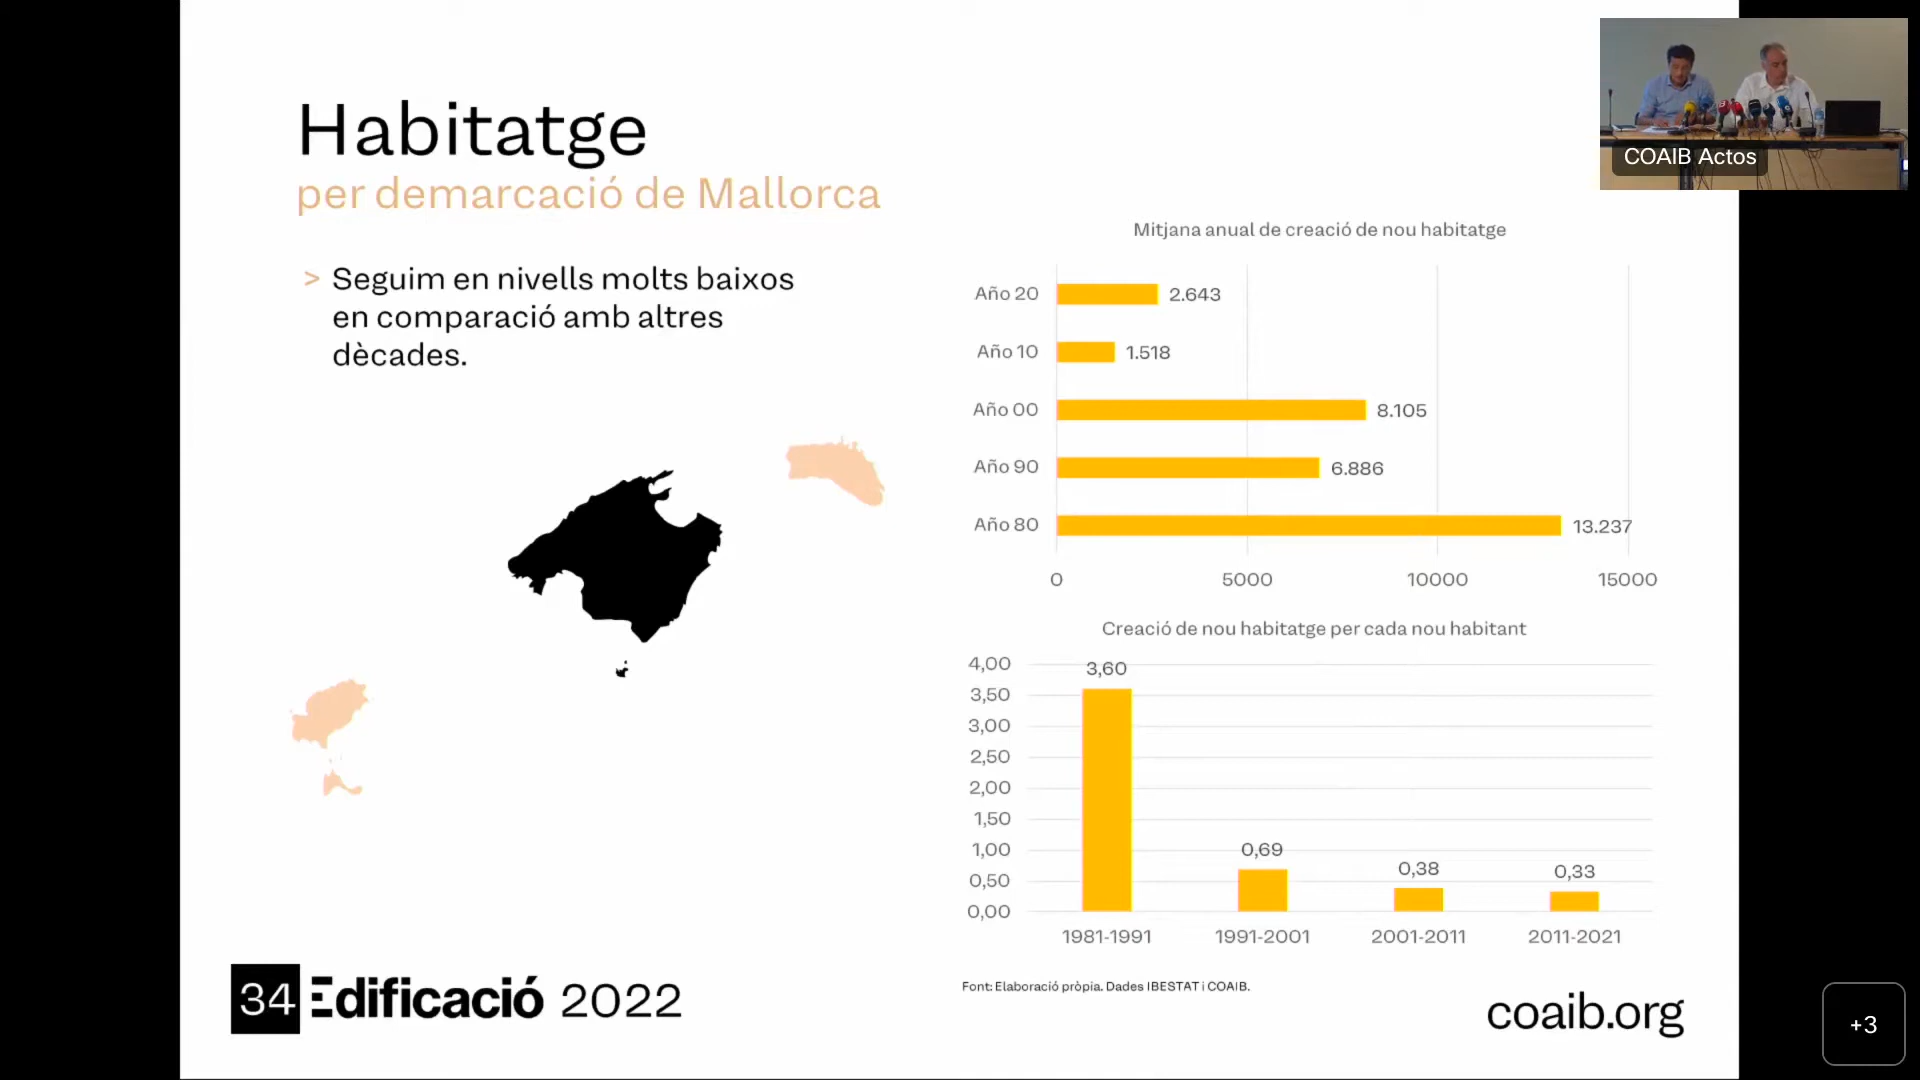 Habitatge
per demarcació de Mallorca
> Seguim en nivells molts baixos
en comparació amb altres
dècades.
COAIB Actos
Mitjana anual de creació de nou habitatge
Año 20 2.643
Año 10 1.518
Año 00 8.105
Año 90 6.886
Año 80 13.237
0 5000 10000 15000
Creació de nou habitatge per cada nou habitant
4,00
3,50
3,00
2,50
2,00
1,50
1,00
0,50
0,00
3,60
0,69
0,38
0,33
1981-1991 1991-2001 2001-2011 2011-2021
Font: Elaboració pròpia. Dades IBESTAT i COAIB.
34 Edificació 2022
coaib.org
+3